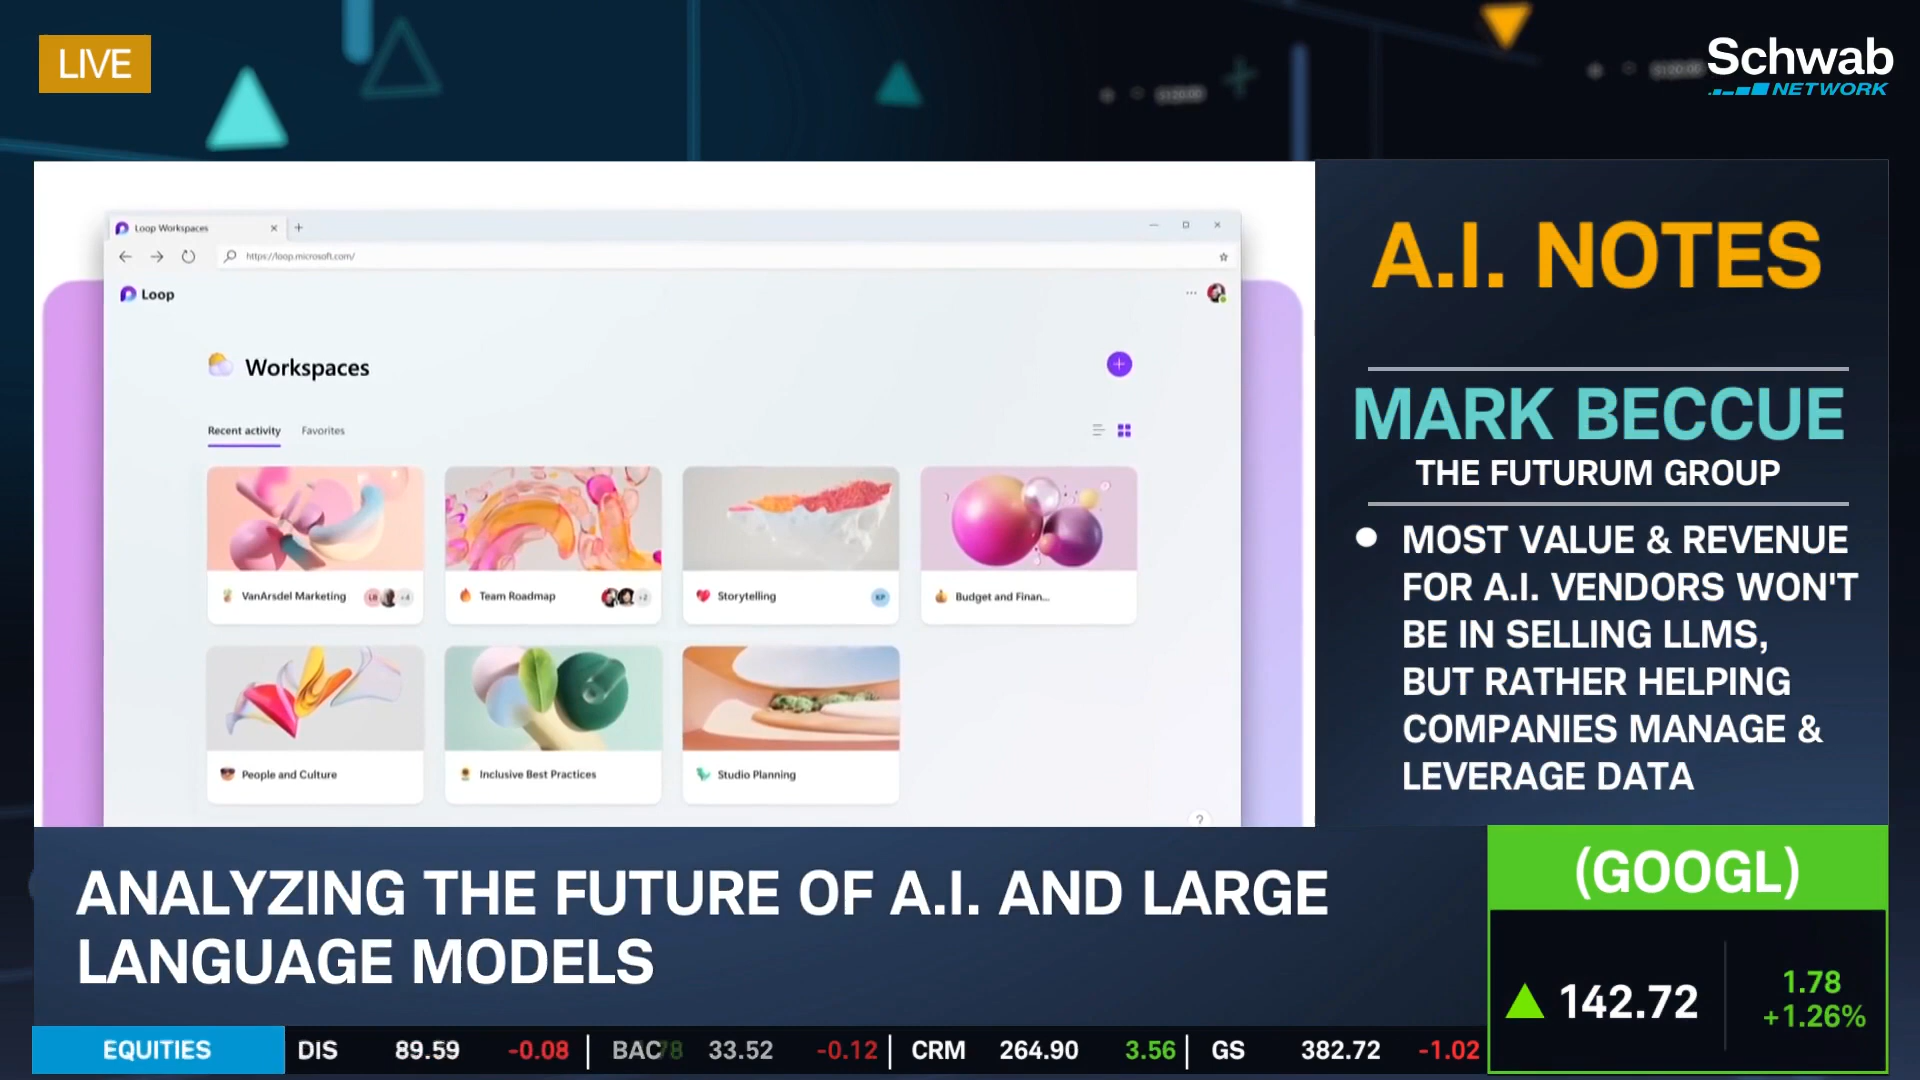 LIVE
Schwab
NETWORK
Loop Workspaces
https://loop.microsoft.com/
Loop
Workspaces
Recent activity
Favorites
VanArsdel Marketing
LB
+4
Team Roadmap
+2
Storytelling
KP
Budget and Finan...
People and Culture
Inclusive Best Practices
Studio Planning
?
A.I. NOTES
MARK BECCUE
THE FUTURUM GROUP
• MOST VALUE & REVENUE
FOR A.I. VENDORS WON'T
BE IN SELLING LLMS,
BUT RATHER HELPING
COMPANIES MANAGE &
LEVERAGE DATA
ANALYZING THE FUTURE OF A.I. AND LARGE
LANGUAGE MODELS
(GOOGL)
142.72
1.78
+1.26%
EQUITIES
DIS 89.59 -0.08 | BAC 33.52 -0.12 | CRM 264.90 3.56 | GS 382.72 -1.02